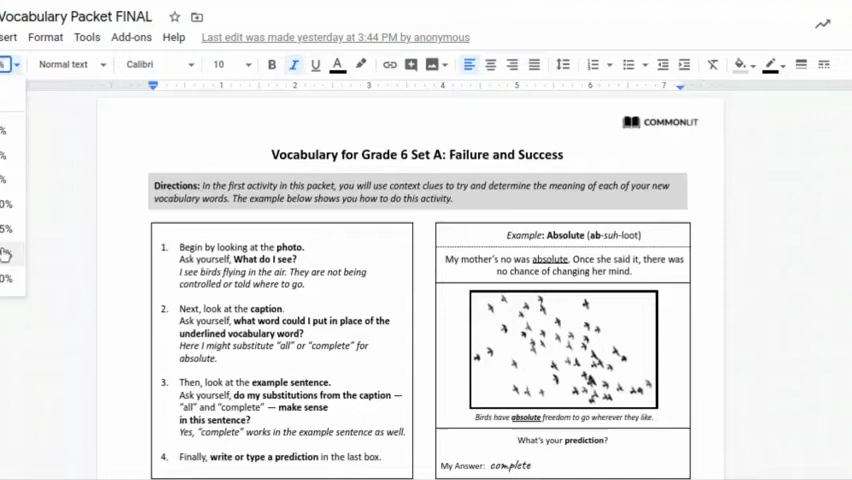 Vocabulary Packet FINAL
Format Tools Add-ons Help Last edit was made yesterday at 3:44 PM by anonymous
% Normal text Calibri 10 B I U A
1 2 3 4 5 6 7
%
%
%
0%
5%
0%
COMMONLIT
Vocabulary for Grade 6 Set A: Failure and Success
Directions: In the first activity in this packet, you will use context clues to try and determine the meaning of each of your new
vocabulary words. The example below shows you how to do this activity.
1. Begin by looking at the photo.
Ask yourself, What do I see?
I see birds flying in the air. They are not being
controlled or told where to go.
2. Next, look at the caption.
Ask yourself, what word could I put in place of the
underlined vocabulary word?
Here I might substitute “all” or “complete” for
absolute.
3. Then, look at the example sentence.
Ask yourself, do my substitutions from the caption —
“all” and “complete” — make sense
in this sentence?
Yes, “complete” works in the example sentence as well.
4. Finally, write or type a prediction in the last box.
Example: Absolute (ab-suh-loot)
My mother's no was absolute. Once she said it, there was
no chance of changing her mind.
Birds have absolute freedom to go wherever they like.
What's your prediction?
My Answer: complete